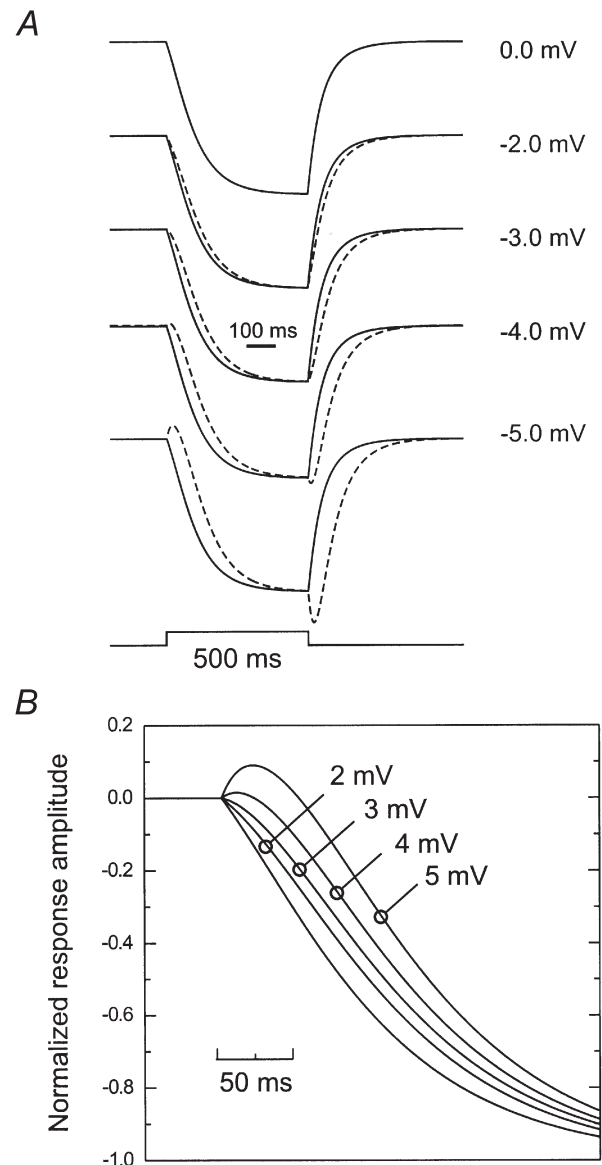 A
0.0 mV
-2.0 mV
-3.0 mV
100 ms
-4.0 mV
-5.0 mV
500 ms
B
0.2
0.0
-0.2
-0.4
-0.6
-0.8
-1.0
Normalized response amplitude
2 mV
3 mV
4 mV
5 mV
50 ms